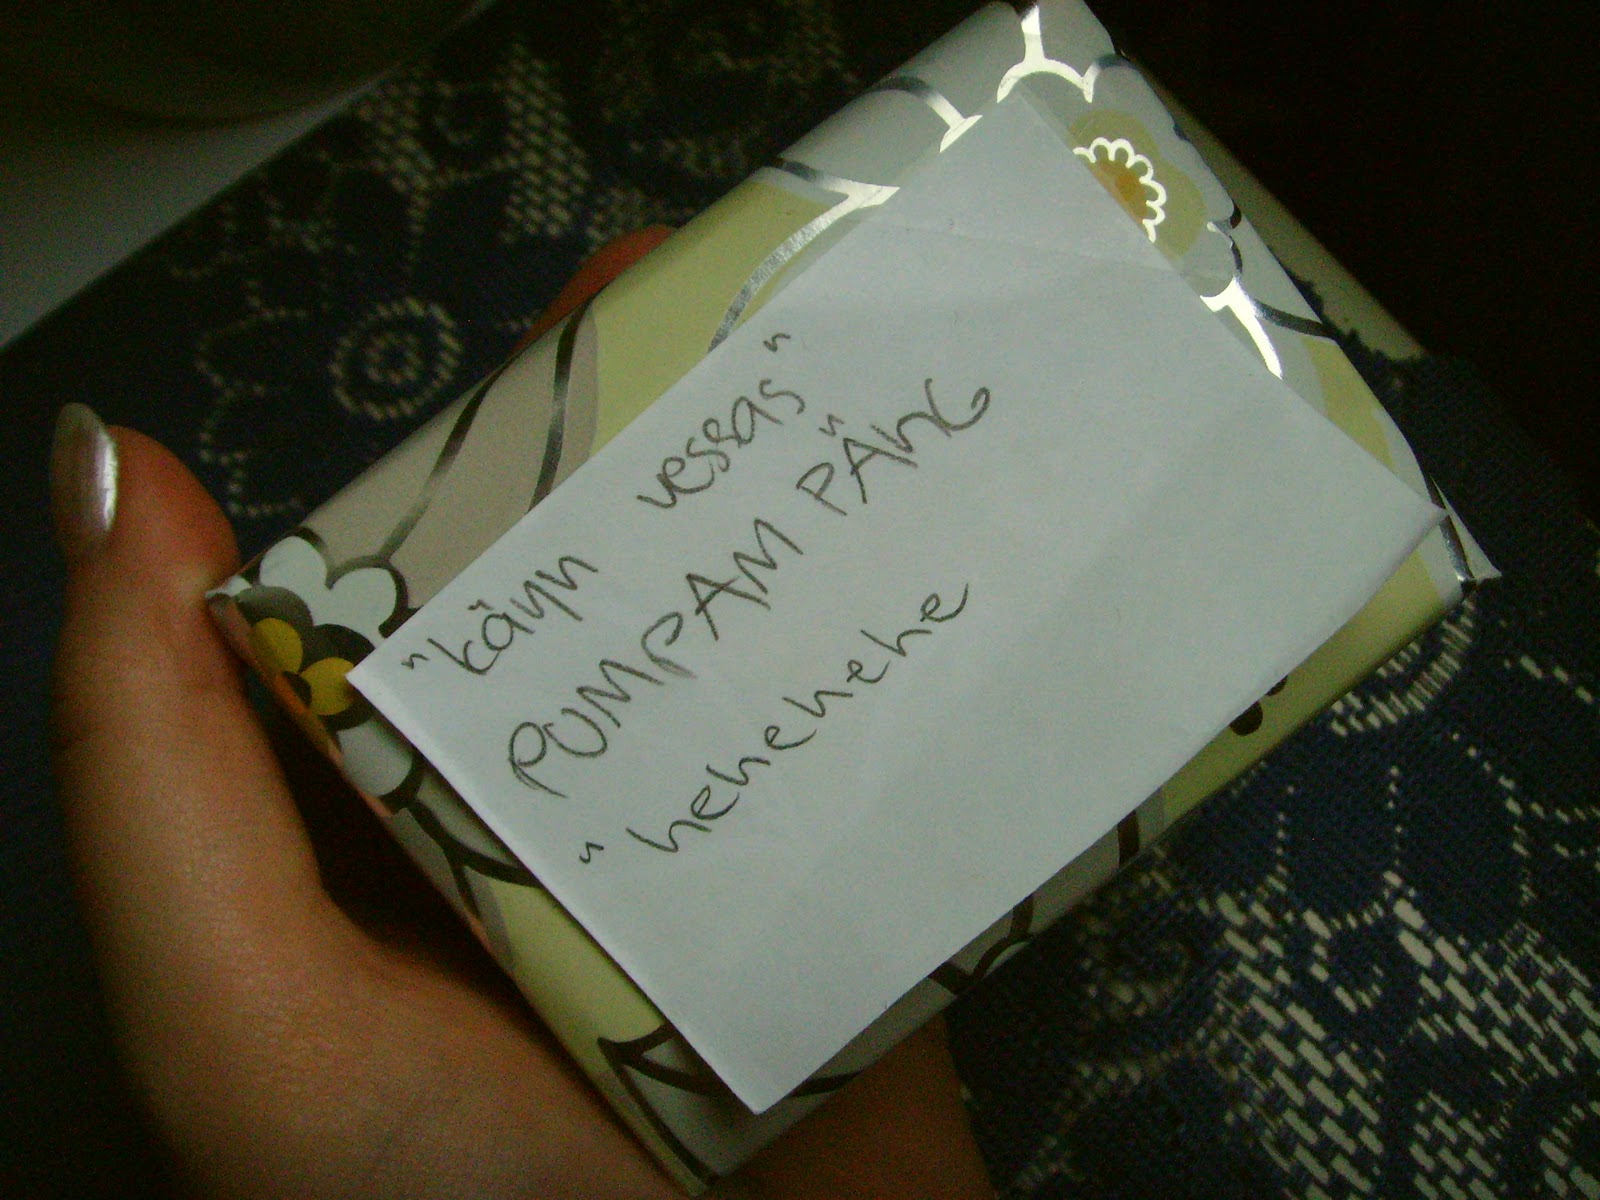 "käyn vessas"
PUMPAM PÄNG
"hehehehe